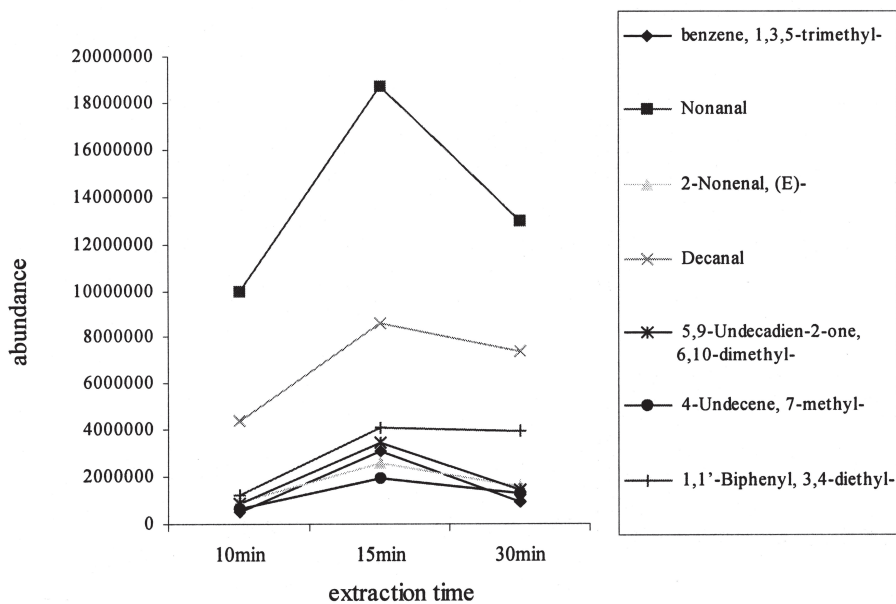 20000000
18000000
16000000
14000000
12000000
10000000
8000000
6000000
4000000
2000000
0
abundance
10min 15min 30min
extraction time
benzene, 1,3,5-trimethyl-
Nonanal
2-Nonenal, (E)-
Decanal
5,9-Undecadien-2-one,
6,10-dimethyl-
4-Undecene, 7-methyl-
1,1'-Biphenyl, 3,4-diethyl-